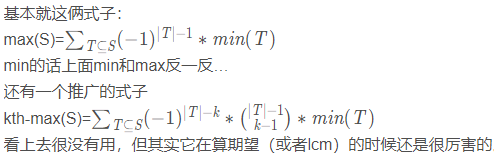 基本就这俩式子：
max(S)=∑_{T⊆S}(−1)^{|T|−1}∗min(T)
min的话上面min和max反一反…
还有一个推广的式子
kth-max(S)=∑_{T⊆S}(−1)^{|T|−k}∗\binom{|T|−1}{k−1}∗min(T)
看上去很没有用，但其实它在算期望（或者lcm）的时候还是很厉害的